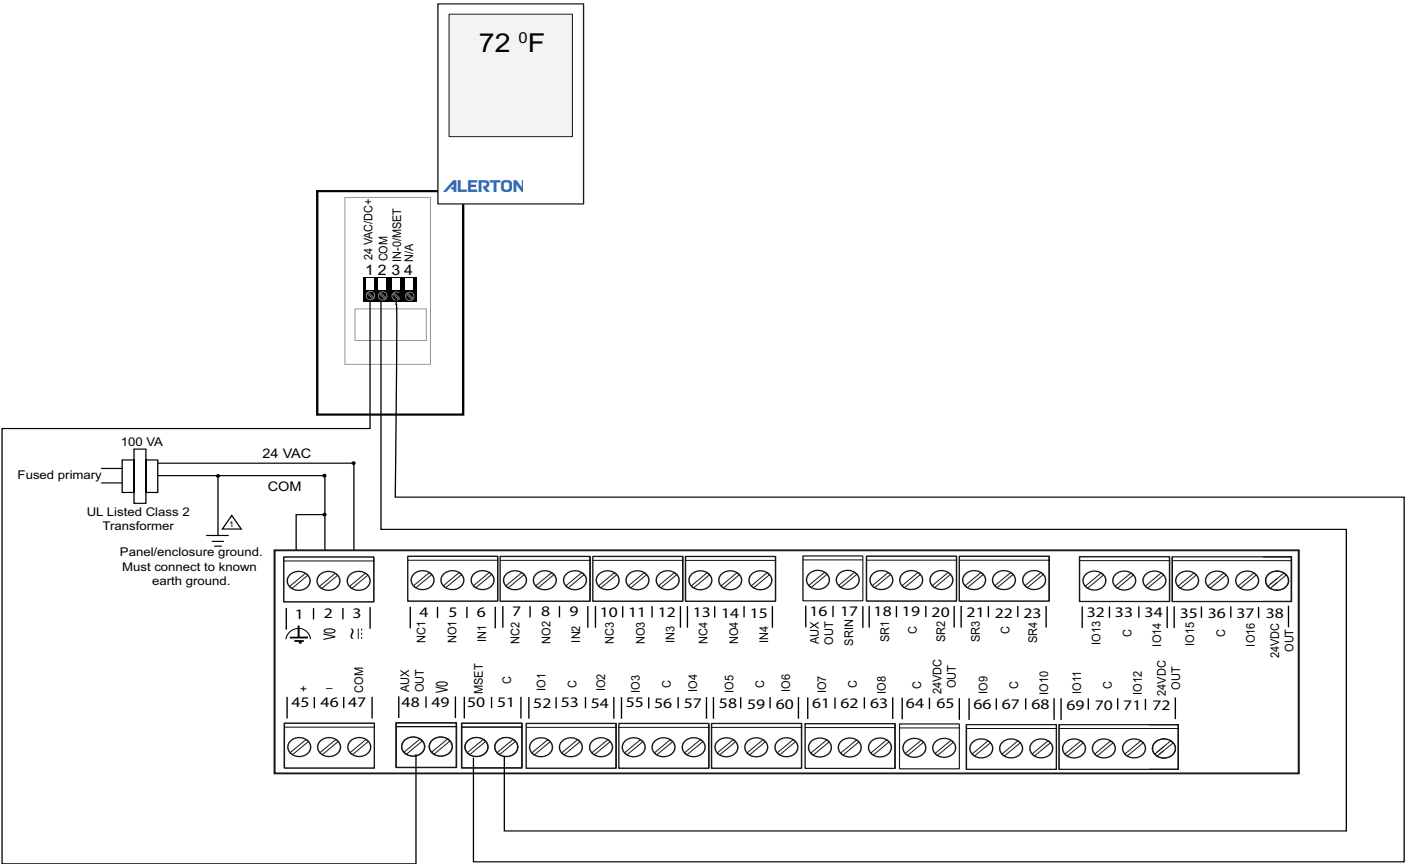 72 ⁰F
ALERTON
24 VAC/DC+
COM
IN-0/MSET
N/A
1 2 3 4
100 VA
24 VAC
Fused primary
COM
UL Listed Class 2
Transformer
1
Panel/enclosure ground.
Must connect to known
earth ground.
1 2 3 4 5 6 7 8 9 10 11 12 13 14 15 16 17 18 19 20 21 22 23 32 33 34 35 36 37 38
V0 NC1 NO1 IN1 NC2 NO2 IN2 NC3 NO3 IN3 NC4 NO4 IN4 AUX OUT SRIN SR1 C SR2 SR3 C SR4 IO13 C IO14 IO15 C IO16 24VDC OUT
+ – COM AUX OUT V0 MSET C IO1 C IO2 IO3 C IO4 IO5 C IO6 IO7 C IO8 C 24VDC OUT IO9 C IO10 IO11 C IO12 24VDC OUT
45 46 47 48 49 50 51 52 53 54 55 56 57 58 59 60 61 62 63 64 65 66 67 68 69 70 71 72